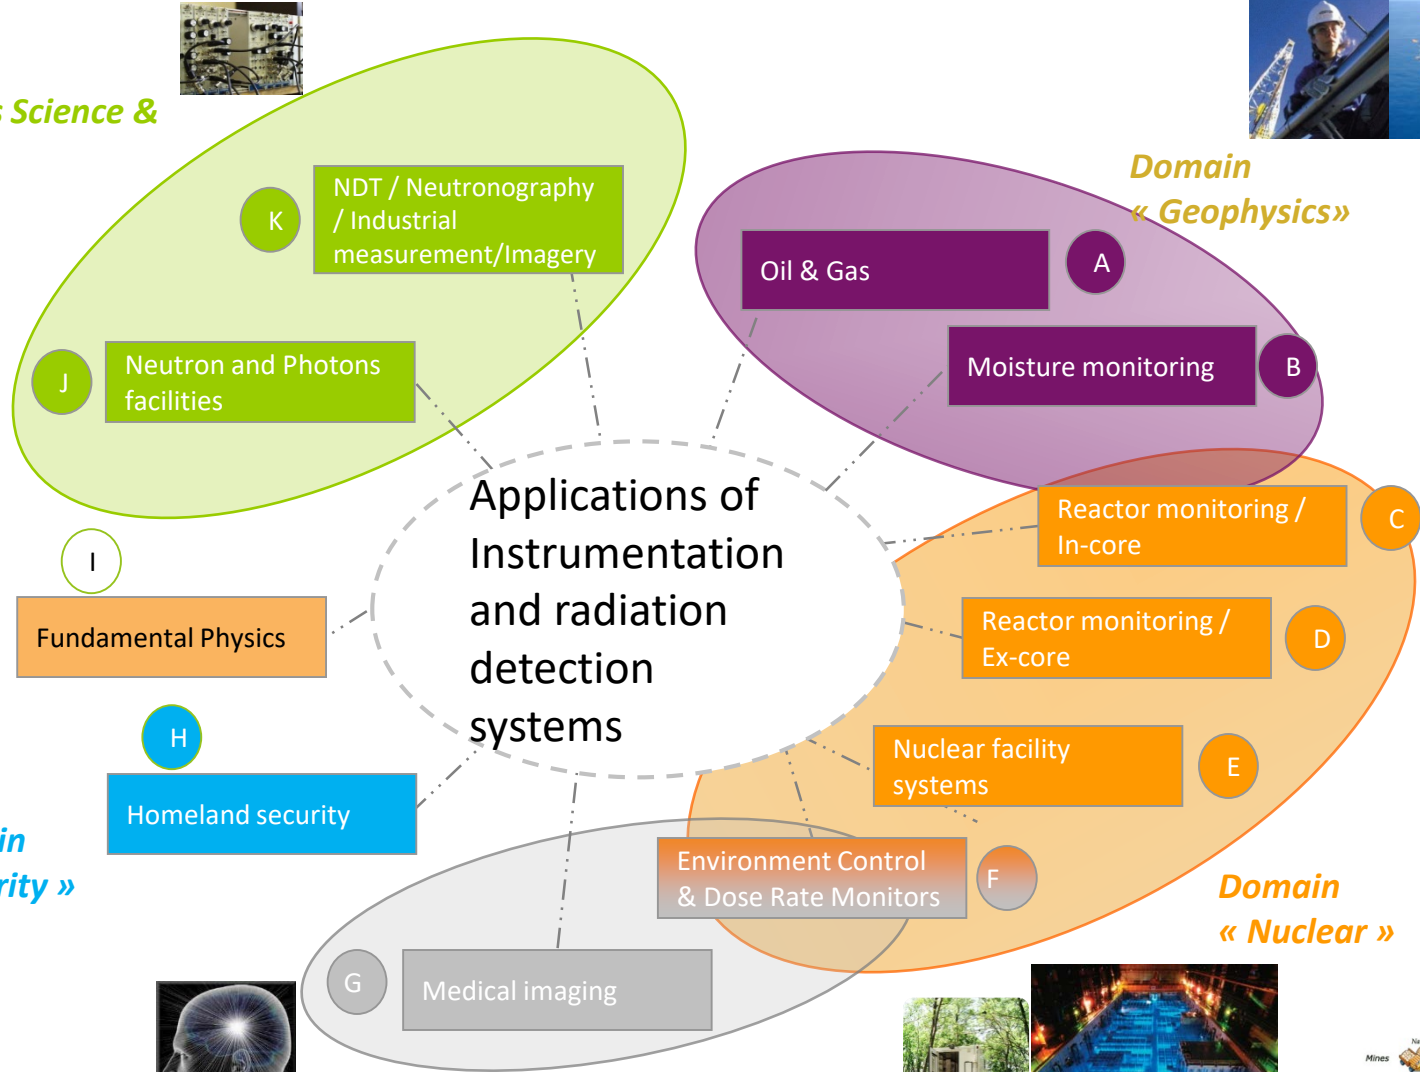 s Science &
Domain
« Geophysics»
K
NDT / Neutronography
/ Industrial
measurement/Imagery
Oil & Gas
A
Moisture monitoring
B
J
Neutron and Photons
facilities
Applications of
Instrumentation
and radiation
detection
systems
Reactor monitoring /
In-core
C
I
Fundamental Physics
Reactor monitoring /
Ex-core
D
H
Homeland security
Nuclear facility
systems
E
in
rity »
Environment Control
& Dose Rate Monitors
F
Domain
« Nuclear »
G
Medical imaging
Mines